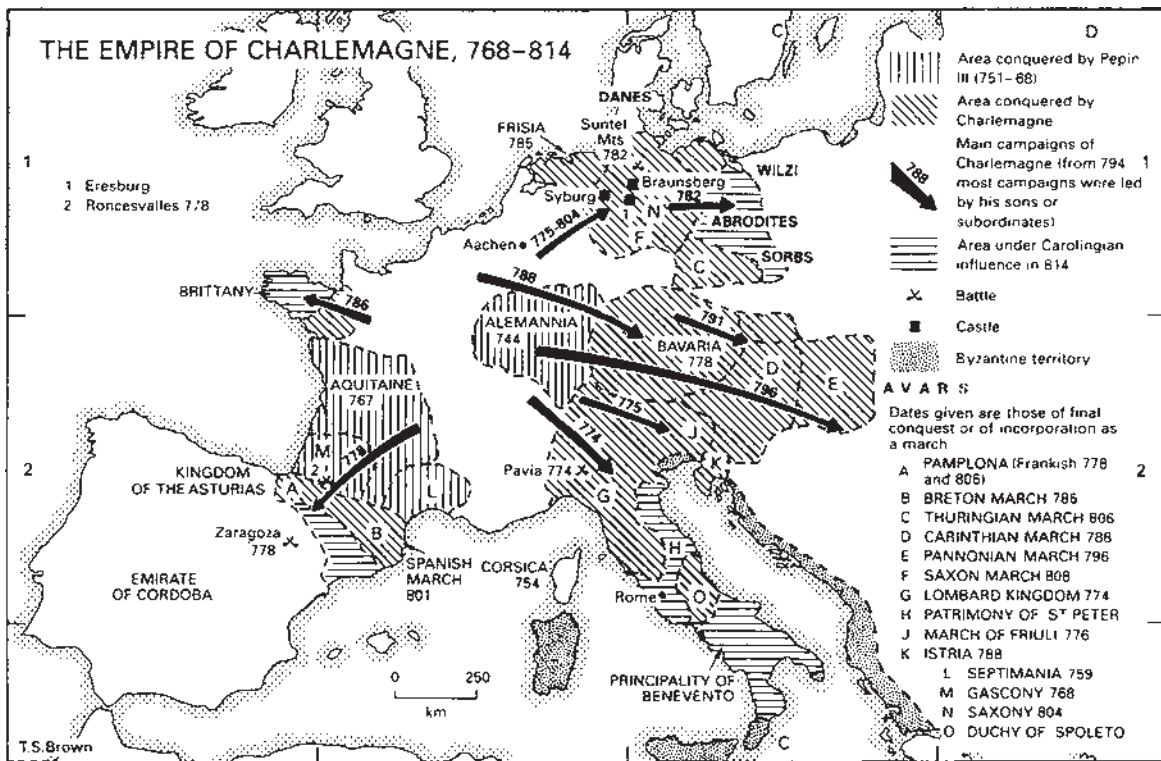 THE EMPIRE OF CHARLEMAGNE, 768–814
C
D
1
1 Eresburg
2 Roncesvalles 778
DANES
Suntel
Mts
782
FRISIA
785
Braunsberg
Syburg
1
N
782
F
WILZI
ABRODITES
SORBS
C
Aachen
775-804
788
BRITTANY
786
ALEMANNIA
744
BAVARIA
778
791
D
E
796
AQUITAINE
767
775
774
J
K
M
2
778
L
KINGDOM
OF THE ASTURIAS
A
B
Pavia 774
G
Zaragoza
778
SPANISH
MARCH
801
CORSICA
754
H
Rome
O
EMIRATE
OF CORDOBA
PRINCIPALITY OF
BENEVENTO
0 250
km
T.S.Brown
C
2
Area conquered by Pepin
III (751–68)
Area conquered by
Charlemagne
788
Main campaigns of
Charlemagne (from 794
most campaigns were led
by his sons or
subordinates)
1
Area under Carolingian
influence in 814
Battle
Castle
Byzantine territory
AVARS
Dates given are those of final
conquest or of incorporation as
a march
A PAMPLONA (Frankish 778
and 806)
2
B BRETON MARCH 786
C THURINGIAN MARCH 806
D CARINTHIAN MARCH 788
E PANNONIAN MARCH 796
F SAXON MARCH 808
G LOMBARD KINGDOM 774
H PATRIMONY OF ST PETER
J MARCH OF FRIULI 776
K ISTRIA 788
L SEPTIMANIA 759
M GASCONY 768
N SAXONY 804
O DUCHY OF SPOLETO